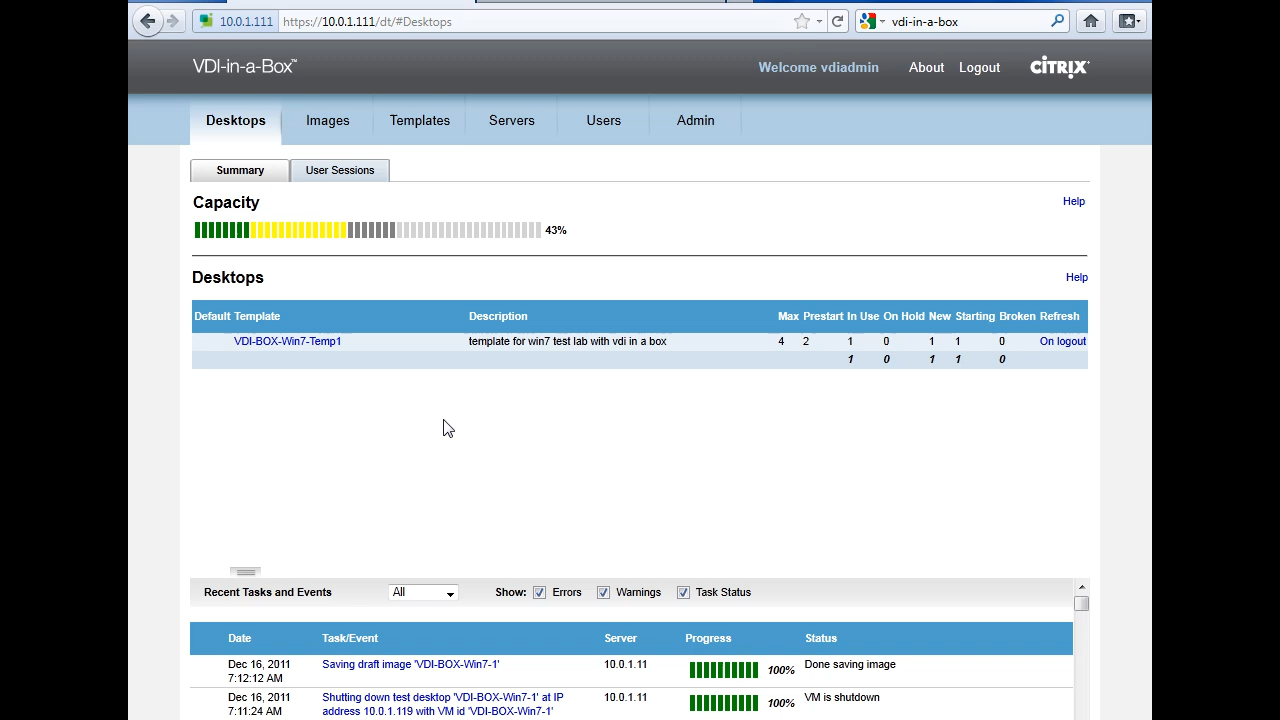 10.0.1.111 https://10.0.1.111/dt/#Desktops vdi-in-a-box
VDI-in-a-Box™ Welcome vdiadmin About Logout CITRIX
Desktops Images Templates Servers Users Admin
Summary User Sessions
Capacity Help
43%
Desktops Help
Default Template Description Max Prestart In Use On Hold New Starting Broken Refresh
VDI-BOX-Win7-Temp1 template for win7 test lab with vdi in a box 4 2 1 0 1 1 0 On logout
1 0 1 1 0
Recent Tasks and Events All Show: Errors Warnings Task Status
Date Task/Event Server Progress Status
Dec 16, 2011 Saving draft image 'VDI-BOX-Win7-1' 10.0.1.11 100% Done saving image
7:12:12 AM
Dec 16, 2011 Shutting down test desktop 'VDI-BOX-Win7-1' at IP 10.0.1.11 100% VM is shutdown
7:11:24 AM address 10.0.1.119 with VM id 'VDI-BOX-Win7-1'